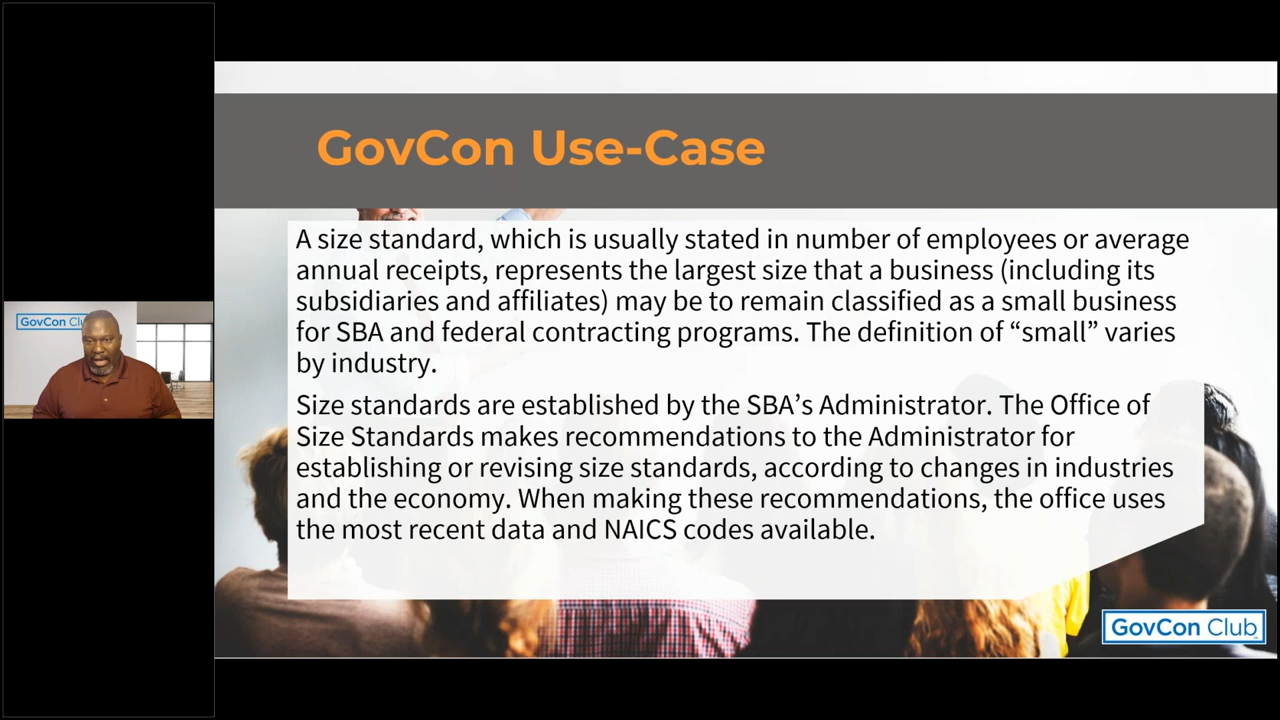 GovCon Use-Case
A size standard, which is usually stated in number of employees or average
annual receipts, represents the largest size that a business (including its
subsidiaries and affiliates) may be to remain classified as a small business
for SBA and federal contracting programs. The definition of “small” varies
by industry.
Size standards are established by the SBA’s Administrator. The Office of
Size Standards makes recommendations to the Administrator for
establishing or revising size standards, according to changes in industries
and the economy. When making these recommendations, the office uses
the most recent data and NAICS codes available.
GovCon Clu
GovCon Club